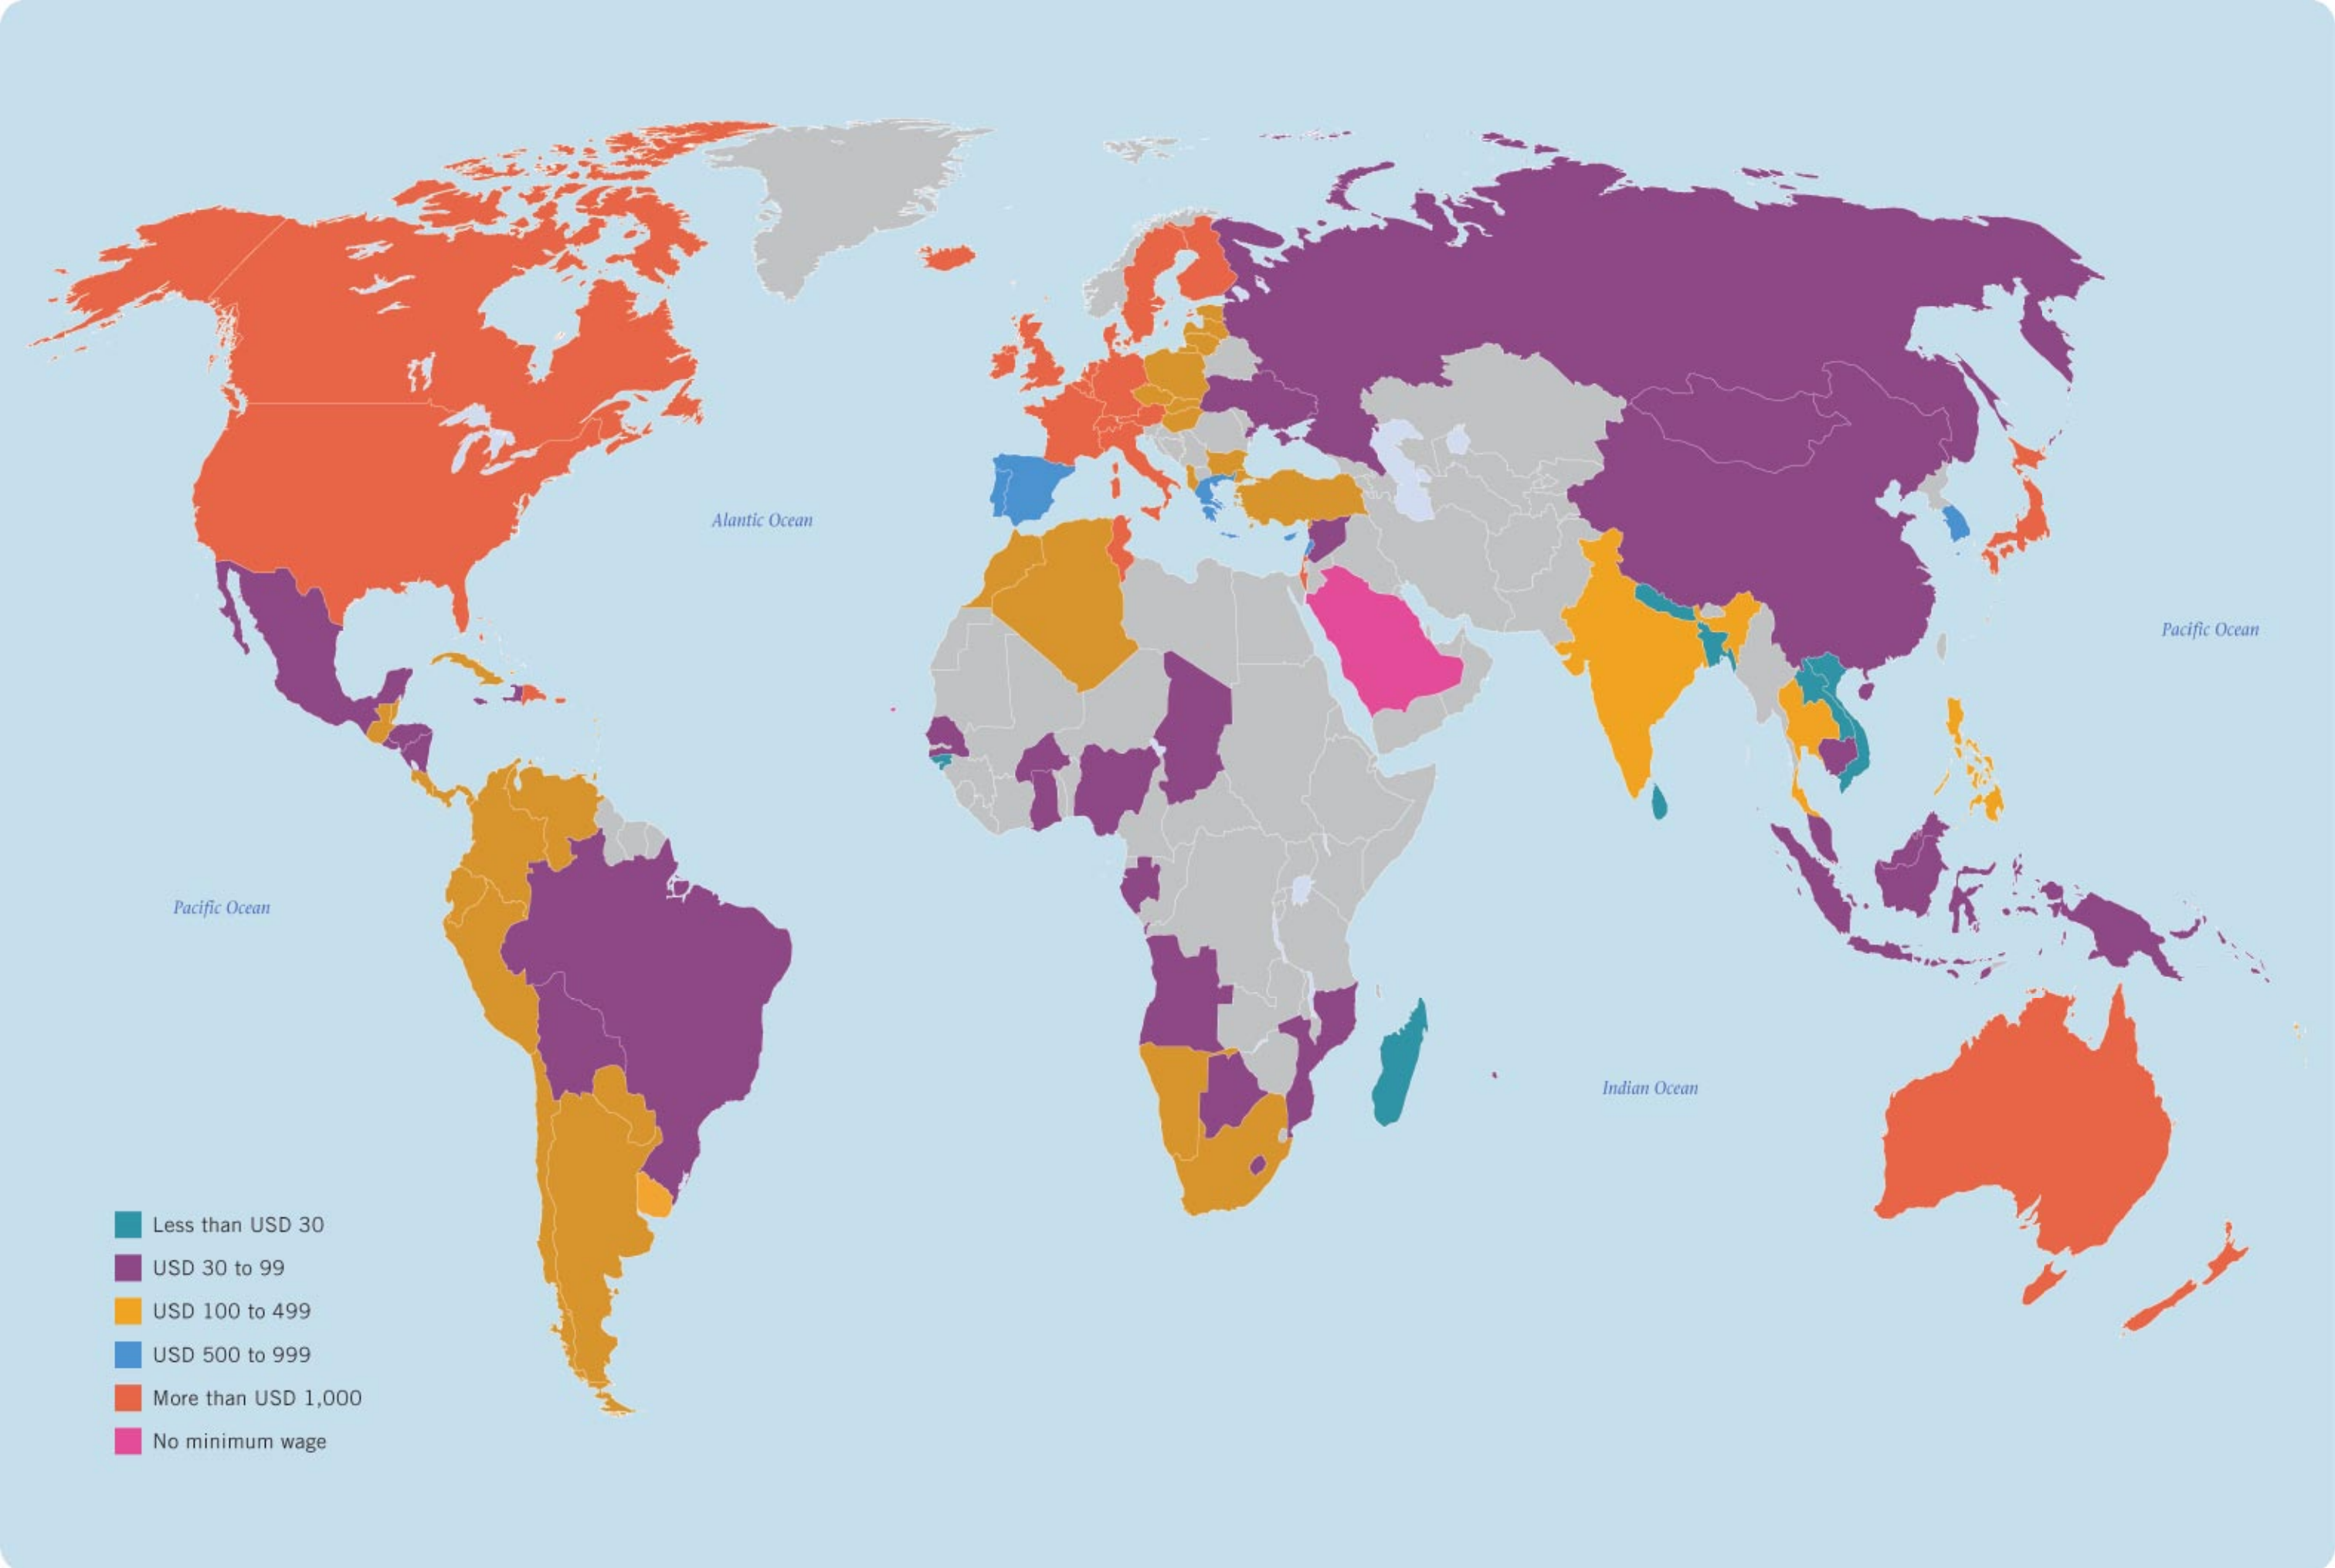 Alantic Ocean
Pacific Ocean
Pacific Ocean
Indian Ocean
Less than USD 30
USD 30 to 99
USD 100 to 499
USD 500 to 999
More than USD 1,000
No minimum wage